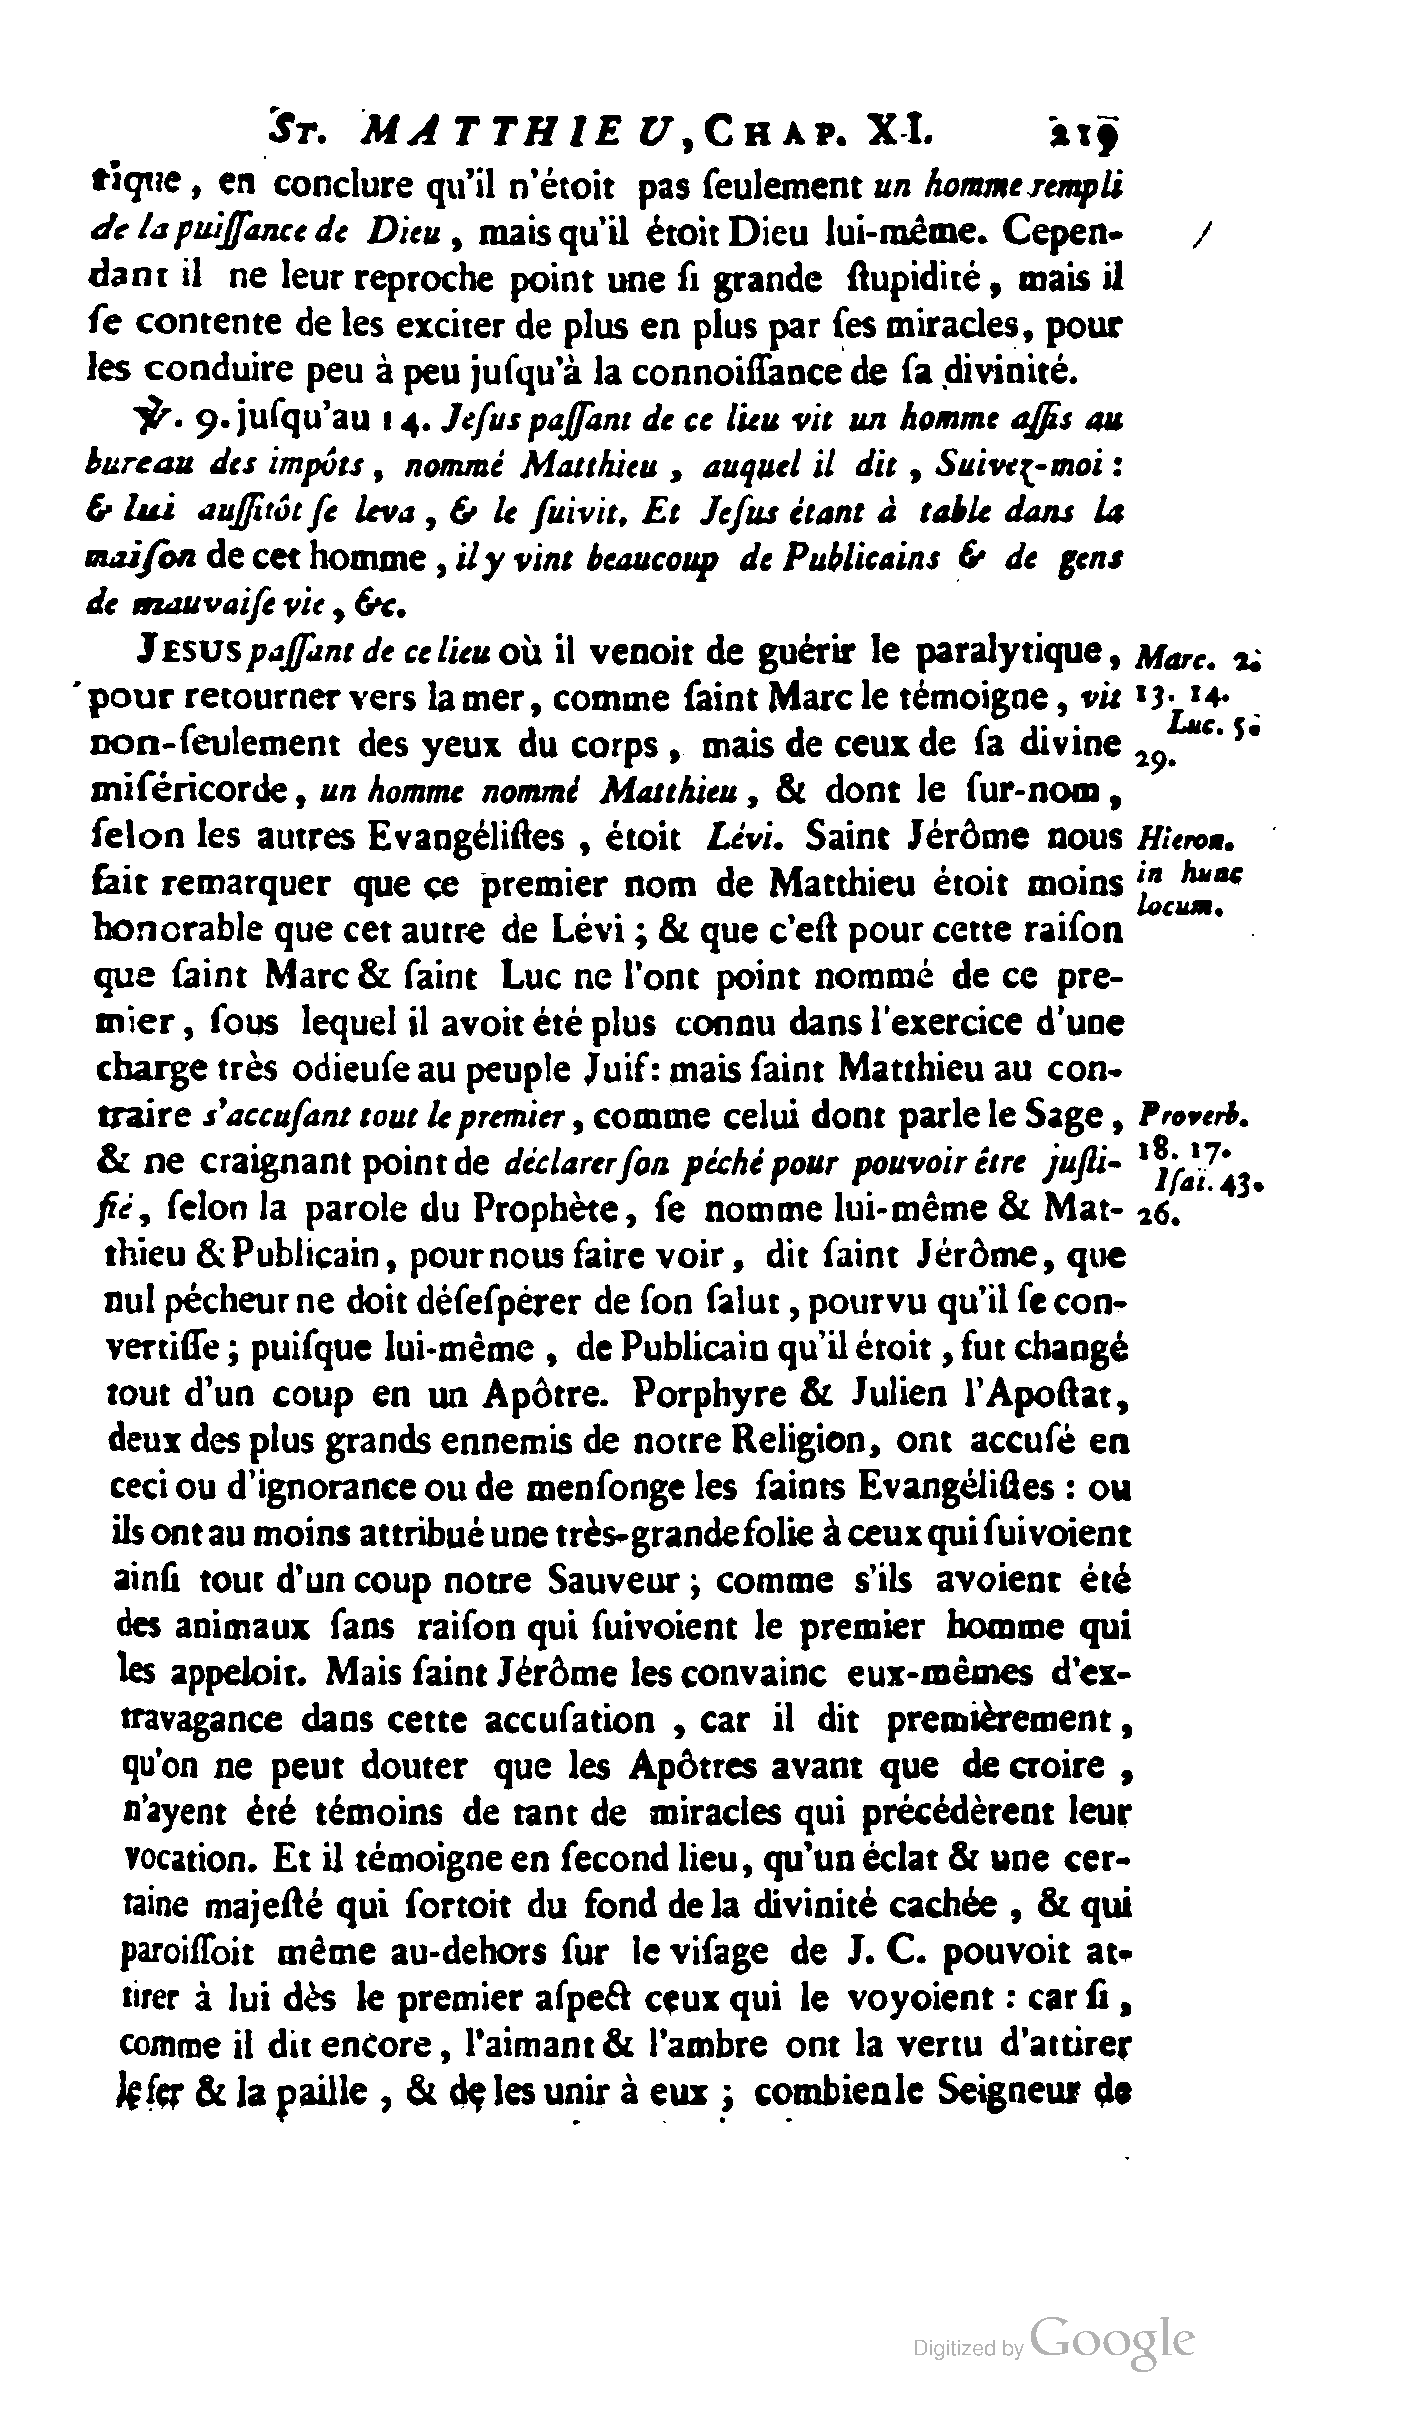 ST. MATTHIEU, CHAP. XI. 219
tique, en conclure qu'il n'étoit pas ſeulement un homme rempli
de la puiſſance de Dieu, mais qu'il étoit Dieu lui-même. Cepen-
dant il ne leur reproche point une ſi grande ſtupidité, mais il
ſe contente de les exciter de plus en plus par ſes miracles, pour
les conduire peu à peu juſqu'à la connoiſſance de ſa divinité.
℣. 9. juſqu'au 14. Jeſus paſſant de ce lieu vit un homme aſſis au
bureau des impôts, nommé Matthieu, auquel il dit, Suivez-moi :
& lui auſſitôt ſe leva, & le ſuivit. Et Jeſus étant à table dans la
maiſon de cet homme, il y vint beaucoup de Publicains & de gens
de mauvaiſe vie, &c.
JESUS paſſant de ce lieu où il venoit de guérir le paralytique, Marc. 2.
pour retourner vers la mer, comme ſaint Marc le témoigne, vit 13. 14.
Luc. 5.
non-ſeulement des yeux du corps, mais de ceux de ſa divine 29.
miſéricorde, un homme nommé Matthieu, & dont le ſur-nom,
ſelon les autres Evangéliſtes, étoit Lévi. Saint Jérôme nous Hieron.
fait remarquer que ce premier nom de Matthieu étoit moins in hunc
locum.
honorable que cet autre de Lévi ; & que c'eſt pour cette raiſon
que ſaint Marc & ſaint Luc ne l'ont point nommé de ce pre-
mier, ſous lequel il avoit été plus connu dans l'exercice d'une
charge très odieuſe au peuple Juif : mais ſaint Matthieu au con-
traire s'accuſant tout le premier, comme celui dont parle le Sage, Proverb.
& ne craignant point de déclarer ſon péché pour pouvoir être juſti- 18. 17.
Iſaï. 43.
fié, ſelon la parole du Prophète, ſe nomme lui-même & Mat- 26.
thieu & Publicain, pour nous faire voir, dit ſaint Jérôme, que
nul pécheur ne doit déſeſpérer de ſon ſalut, pourvu qu'il ſe con-
vertiſſe ; puiſque lui-même, de Publicain qu'il étoit, fut changé
tout d'un coup en un Apôtre. Porphyre & Julien l'Apoſtat,
deux des plus grands ennemis de notre Religion, ont accuſé en
ceci ou d'ignorance ou de menſonge les ſaints Evangéliſtes : ou
ils ont au moins attribué une très-grande folie à ceux qui ſuivoient
ainſi tout d'un coup notre Sauveur ; comme s'ils avoient été
des animaux ſans raiſon qui ſuivoient le premier homme qui
les appeloit. Mais ſaint Jérôme les convainc eux-mêmes d'ex-
travagance dans cette accuſation, car il dit premièrement,
qu'on ne peut douter que les Apôtres avant que de croire,
n'ayent été témoins de tant de miracles qui précédèrent leur
vocation. Et il témoigne en ſecond lieu, qu'un éclat & une cer-
taine majeſté qui ſortoit du fond de la divinité cachée, & qui
paroiſſoit même au-dehors ſur le viſage de J. C. pouvoit at-
tirer à lui dès le premier aſpect ceux qui le voyoient : car ſi,
comme il dit encore, l'aimant & l'ambre ont la vertu d'attirer
le fer & la paille, & de les unir à eux ; combien le Seigneur de
Digitized by Google